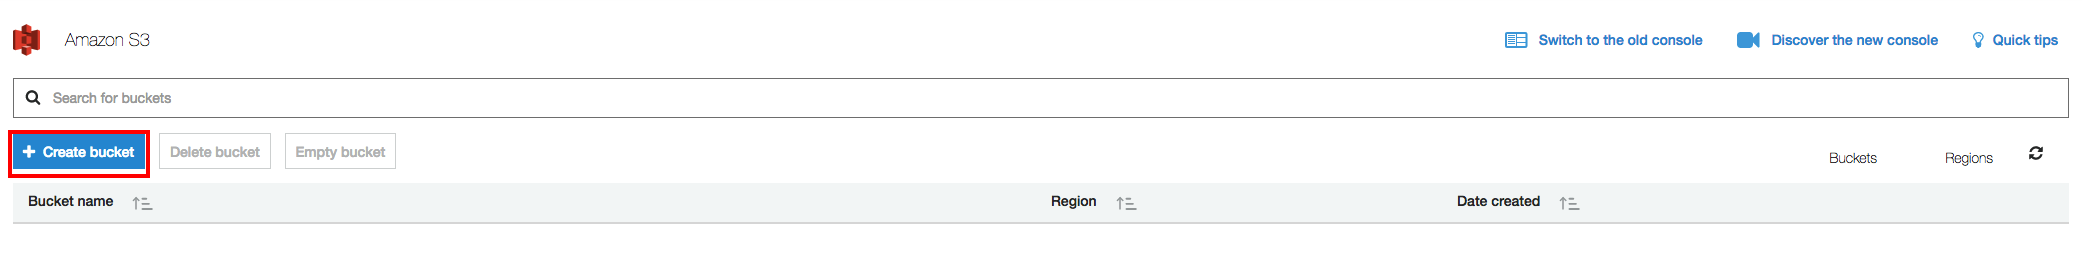 Amazon S3
Switch to the old console
Discover the new console
Quick tips
Search for buckets
Create bucket
Delete bucket
Empty bucket
Buckets
Regions
Bucket name
Region
Date created